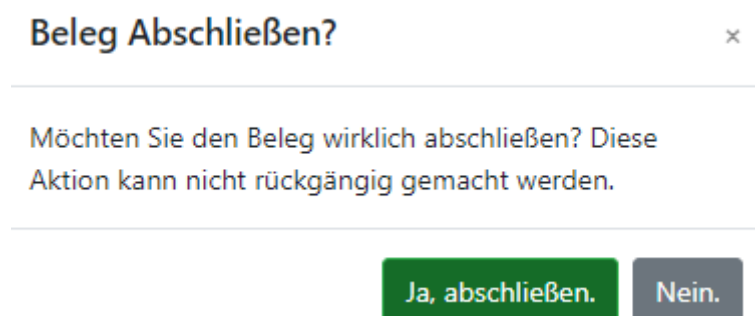 Beleg Abschließen?
×
Möchten Sie den Beleg wirklich abschließen? Diese
Aktion kann nicht rückgängig gemacht werden.
Ja, abschließen.
Nein.